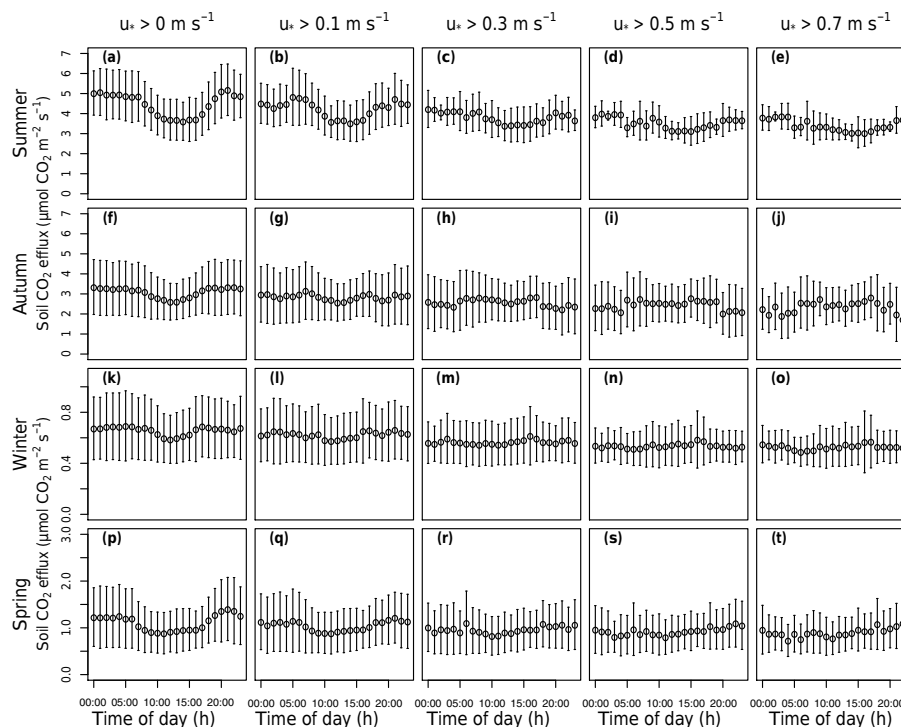 u* > 0 m s⁻¹ u* > 0.1 m s⁻¹ u* > 0.3 m s⁻¹ u* > 0.5 m s⁻¹ u* > 0.7 m s⁻¹
(a) (b) (c) (d) (e)
Summer
Soil CO₂ efflux (μmol CO₂ m⁻² s⁻¹)
7
6
5
4
3
2
1
0
(f) (g) (h) (i) (j)
Autumn
7
6
5
4
3
2
1
0
(k) (l) (m) (n) (o)
Winter
Soil CO₂ efflux (μmol CO₂ m⁻² s⁻¹)
0.8
0.4
0.0
(p) (q) (r) (s) (t)
Spring
3.0
2.0
1.0
0.0
00:00 05:00 10:00 15:00 20:00 00:00 05:00 10:00 15:00 20:00 00:00 05:00 10:00 15:00 20:00 00:00 05:00 10:00 15:00 20:00 00:00 05:00 10:00 15:00 20:00
Time of day (h) Time of day (h) Time of day (h) Time of day (h) Time of day (h)